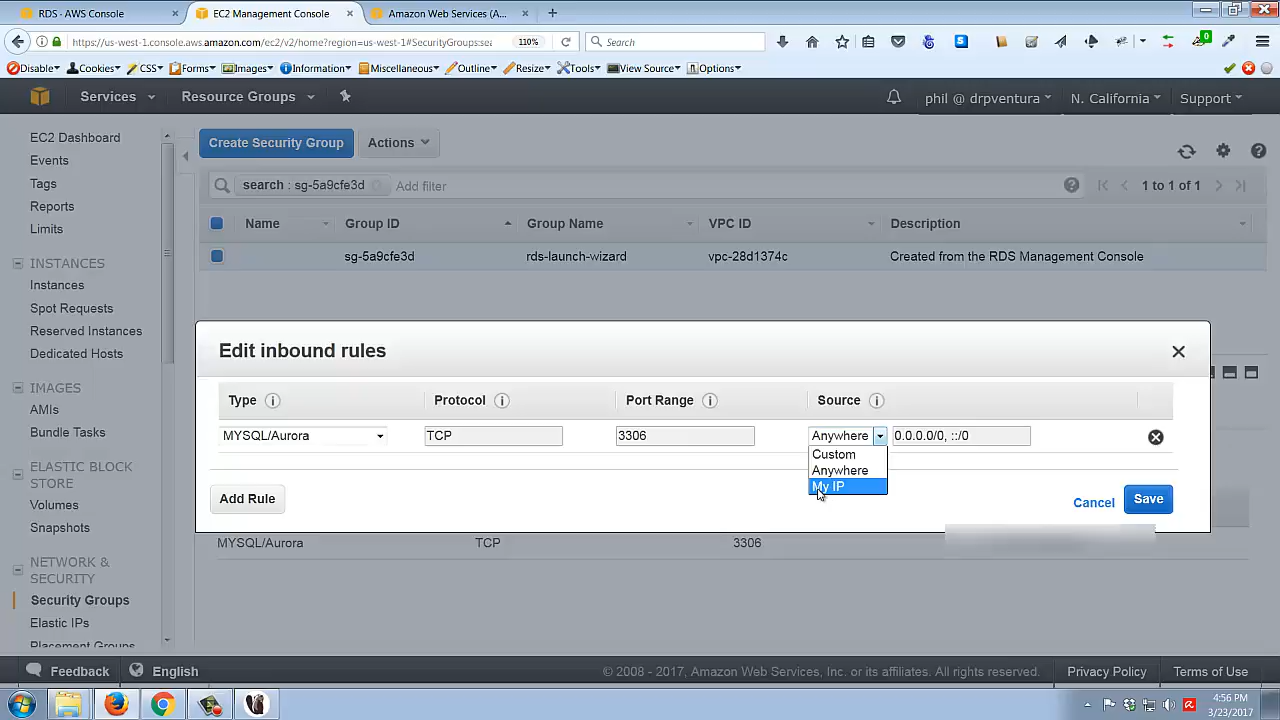 RDS - AWS Console
EC2 Management Console
Amazon Web Services (A...
https://us-west-1.console.aws.amazon.com/ec2/v2/home?region=us-west-1#SecurityGroups:sea
110%
Search
0
Disable
Cookies
CSS
Forms
Images
Information
Miscellaneous
Outline
Resize
Tools
View Source
Options
Services
Resource Groups
phil @ drpventura
N. California
Support
EC2 Dashboard
Events
Tags
Reports
Limits
INSTANCES
Instances
Spot Requests
Reserved Instances
Dedicated Hosts
IMAGES
AMIs
Bundle Tasks
ELASTIC BLOCK
STORE
Volumes
Snapshots
NETWORK &
SECURITY
Security Groups
Elastic IPs
Placement Groups
Create Security Group
Actions
search : sg-5a9cfe3d
Add filter
1 to 1 of 1
Name
Group ID
Group Name
VPC ID
Description
sg-5a9cfe3d
rds-launch-wizard
vpc-28d1374c
Created from the RDS Management Console
Edit inbound rules
Type
Protocol
Port Range
Source
MYSQL/Aurora
TCP
3306
Anywhere
0.0.0.0/0, ::/0
Custom
Anywhere
My IP
Add Rule
Cancel
Save
MYSQL/Aurora
TCP
3306
Feedback
English
© 2008 - 2017, Amazon Web Services, Inc. or its affiliates. All rights reserved.
Privacy Policy
Terms of Use
4:56 PM
3/23/2017